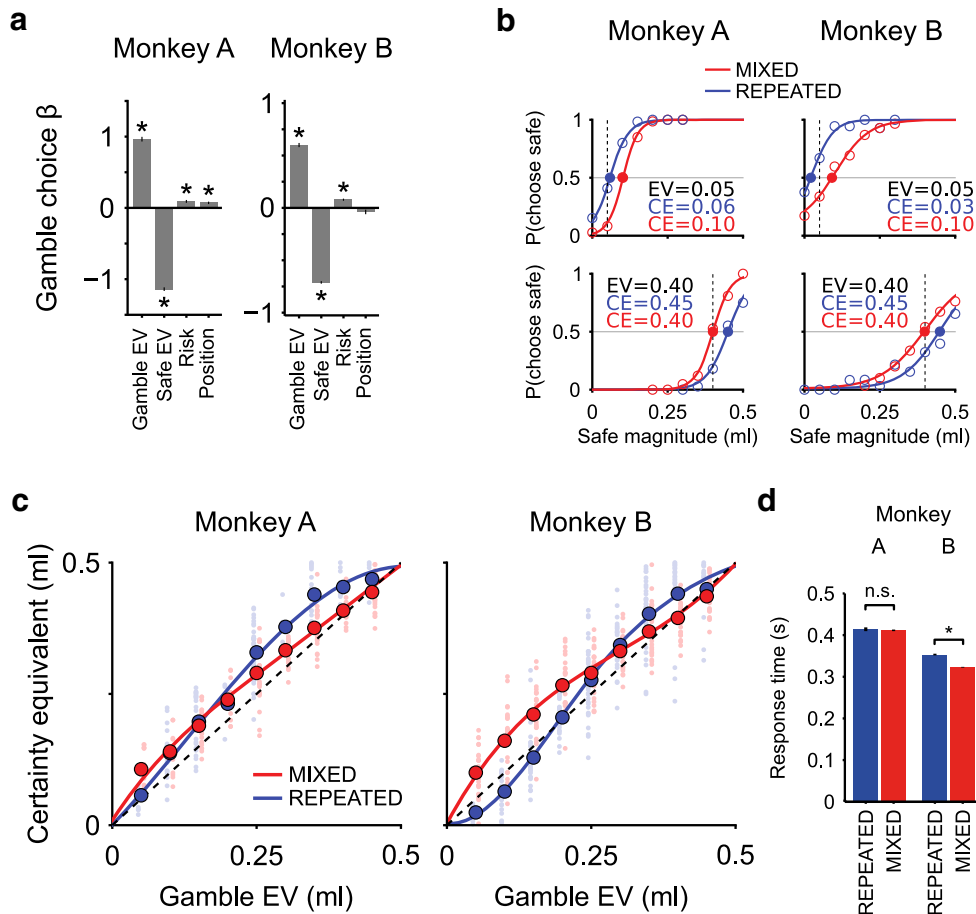 a
Monkey A
Monkey B
Gamble choice β
1
0
−1
1
0
−1
*
*
*
*
*
*
*
Gamble EV
Safe EV
Risk
Position
Gamble EV
Safe EV
Risk
Position
b
Monkey A
Monkey B
MIXED
REPEATED
P(choose safe)
1
0.5
0
EV=0.05
CE=0.06
CE=0.10
EV=0.05
CE=0.03
CE=0.10
P(choose safe)
1
0.5
0
EV=0.40
CE=0.45
CE=0.40
EV=0.40
CE=0.45
CE=0.40
0
0.25
0.5
0
0.25
0.5
Safe magnitude (ml)
Safe magnitude (ml)
c
Monkey A
Monkey B
Certainty equivalent (ml)
0.5
0
MIXED
REPEATED
0
0.25
0.5
0
0.25
0.5
Gamble EV (ml)
Gamble EV (ml)
d
Monkey
A
B
n.s.
*
Response time (s)
0.5
0.4
0.3
0.2
0.1
0
REPEATED
MIXED
REPEATED
MIXED